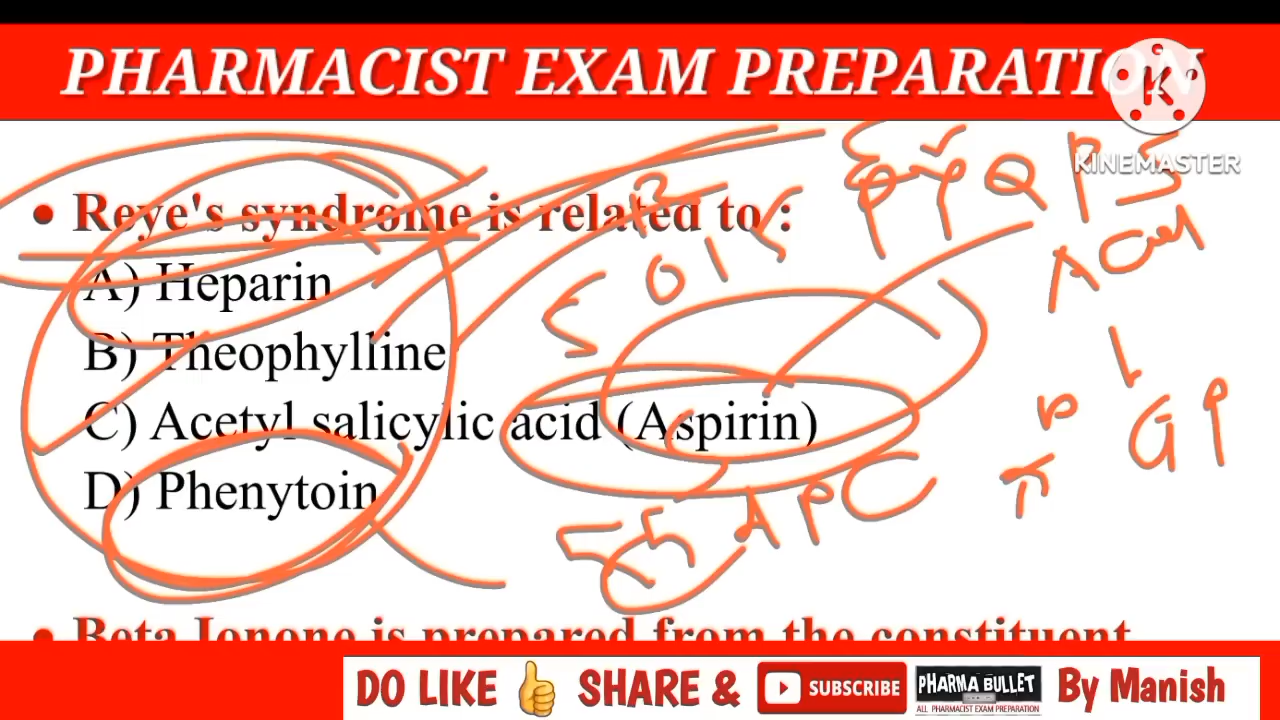 PHARMACIST EXAM PREPARATION
K
KINEMASTER
• Reye's syndrome is related to :
A) Heparin
B) Theophylline
C) Acetyl salicylic acid (Aspirin)
D) Phenytoin
APC
• Beta Ionone is prepared from the constituent
DO LIKE SHARE & SUBSCRIBE PHARMA BULLET By Manish
ALL PHARMACIST EXAM PREPARATION